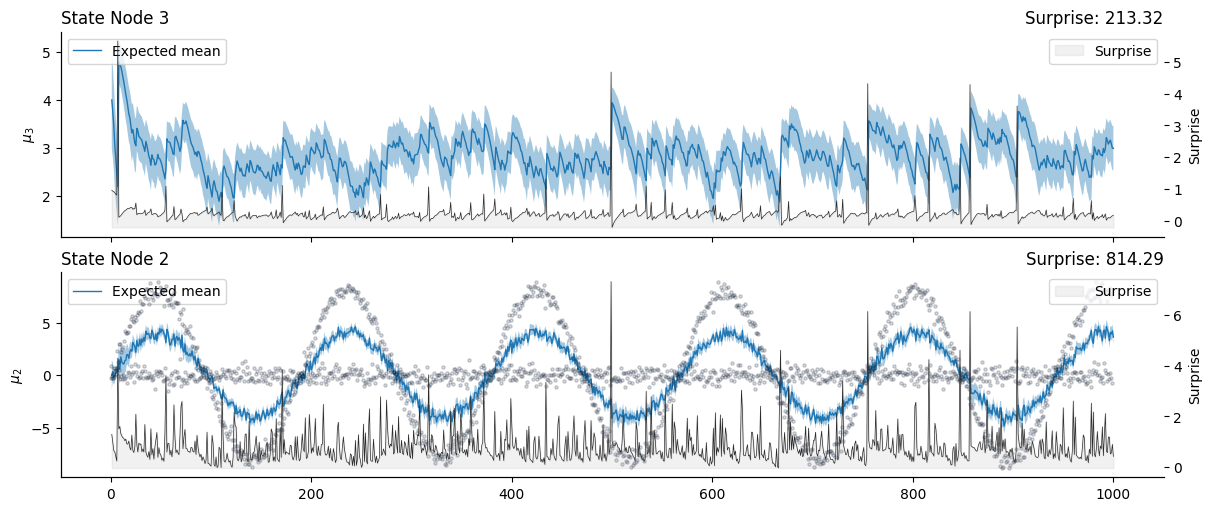 State Node 3 Surprise: 213.32
Expected mean
Surprise
5
4
3
2
μ3
5
4
3
2
1
0
Surprise
State Node 2 Surprise: 814.29
Expected mean
Surprise
5
0
−5
μ2
6
4
2
0
Surprise
0 200 400 600 800 1000